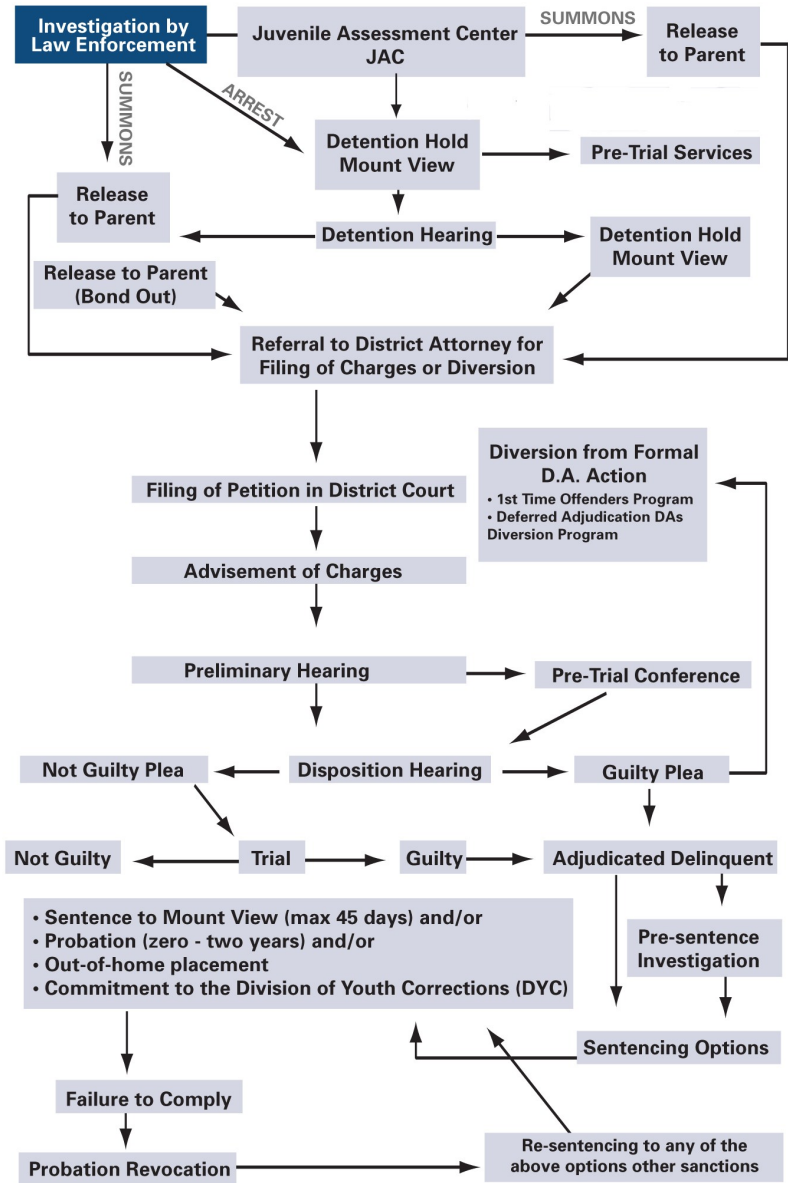 Investigation by
Law Enforcement
Juvenile Assessment Center
JAC
SUMMONS
Release
to Parent
SUMMONS
ARREST
Detention Hold
Mount View
Pre-Trial Services
Release
to Parent
Detention Hearing
Detention Hold
Mount View
Release to Parent
(Bond Out)
Referral to District Attorney for
Filing of Charges or Diversion
Diversion from Formal
D.A. Action
• 1st Time Offenders Program
• Deferred Adjudication DAs
Diversion Program
Filing of Petition in District Court
Advisement of Charges
Preliminary Hearing
Pre-Trial Conference
Not Guilty Plea
Disposition Hearing
Guilty Plea
Not Guilty
Trial
Guilty
Adjudicated Delinquent
• Sentence to Mount View (max 45 days) and/or
• Probation (zero - two years) and/or
• Out-of-home placement
• Commitment to the Division of Youth Corrections (DYC)
Pre-sentence
Investigation
Sentencing Options
Failure to Comply
Probation Revocation
Re-sentencing to any of the
above options other sanctions